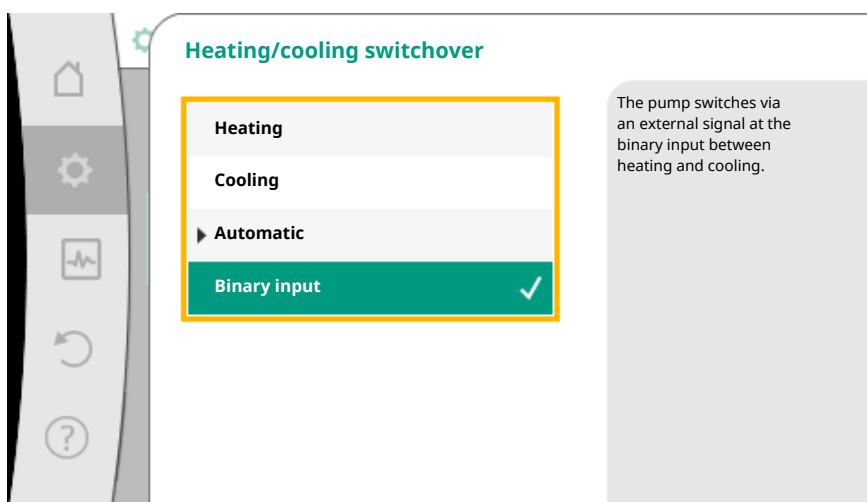 Heating/cooling switchover
Heating
Cooling
Automatic
Binary input
The pump switches via
an external signal at the
binary input between
heating and cooling.
?